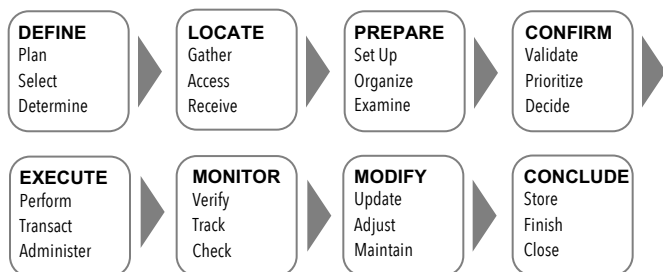 DEFINE
Plan
Select
Determine
LOCATE
Gather
Access
Receive
PREPARE
Set Up
Organize
Examine
CONFIRM
Validate
Prioritize
Decide
EXECUTE
Perform
Transact
Administer
MONITOR
Verify
Track
Check
MODIFY
Update
Adjust
Maintain
CONCLUDE
Store
Finish
Close